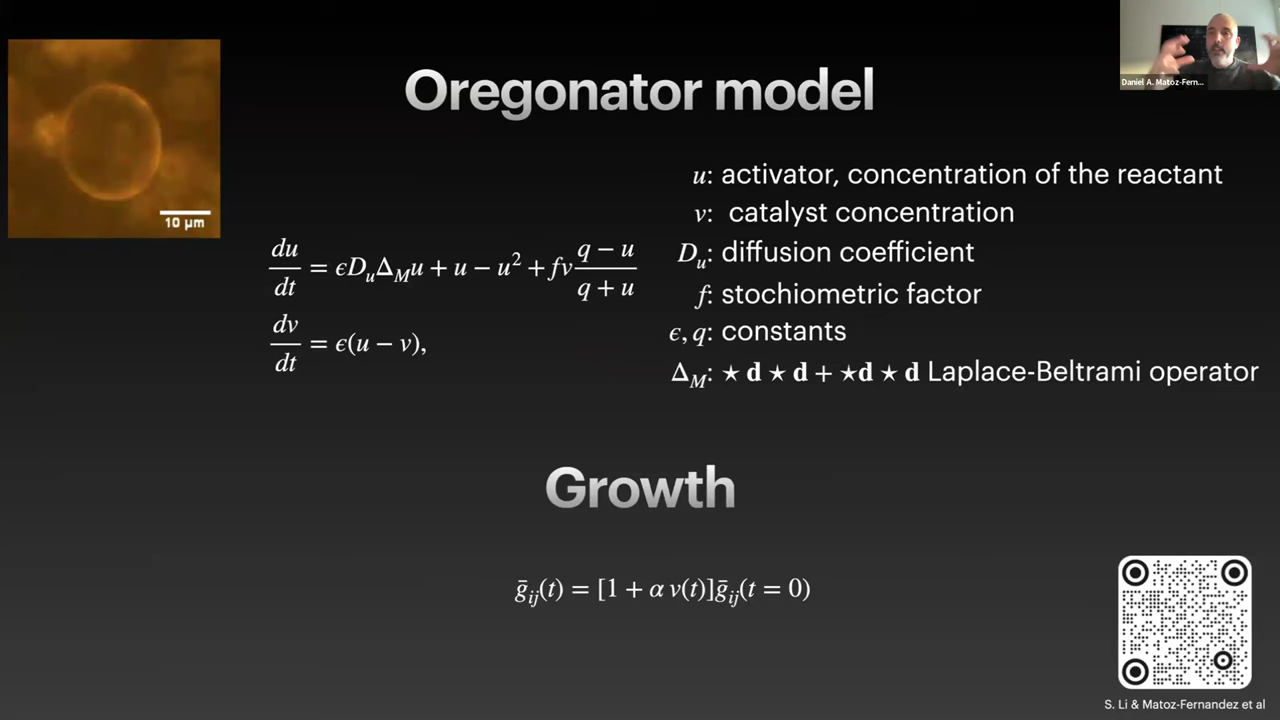 Daniel A. Matoz-Fern...
Oregonator model
10 μm
u: activator, concentration of the reactant
v: catalyst concentration
D_u: diffusion coefficient
f: stochiometric factor
ϵ, q: constants
Δ_M: ⋆ d ⋆ d + ⋆d ⋆ d Laplace-Beltrami operator
du/dt = ϵD_uΔ_Mu + u − u² + fv (q − u)/(q + u)
dv/dt = ϵ(u − v),
Growth
ḡ_ij(t) = [1 + α v(t)]ḡ_ij(t = 0)
S. Li & Matoz-Fernandez et al